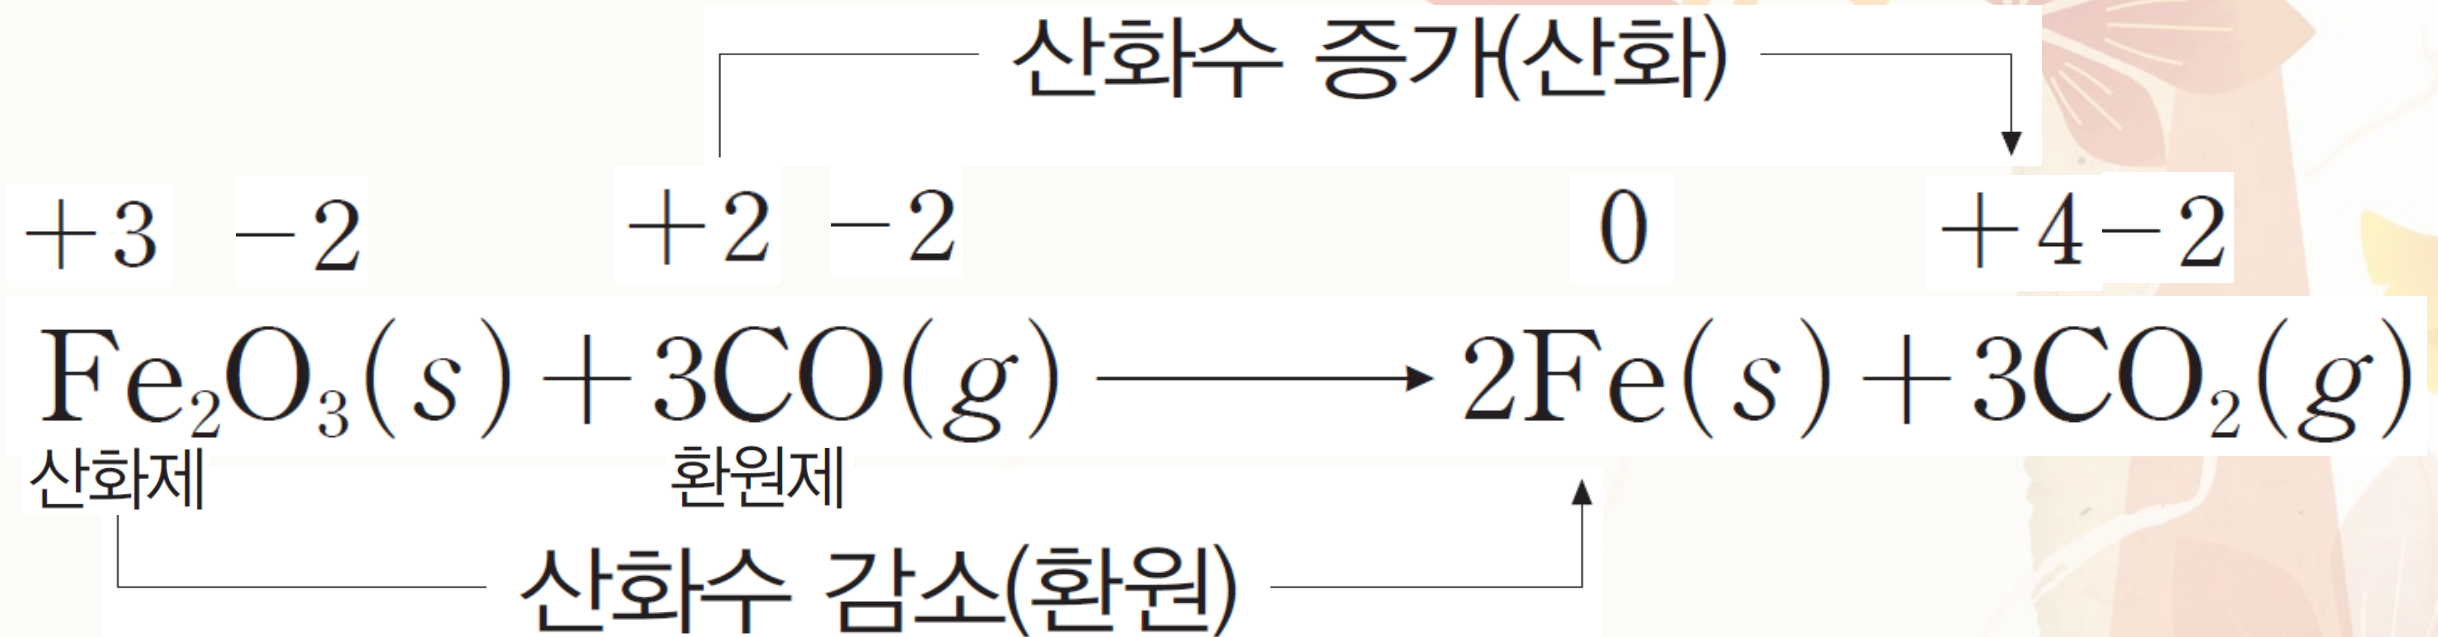 산화수 증가(산화)
+3 -2 +2 -2 0 +4 -2
Fe₂O₃(s)+3CO(g) → 2Fe(s)+3CO₂(g)
산화제 환원제
산화수 감소(환원)